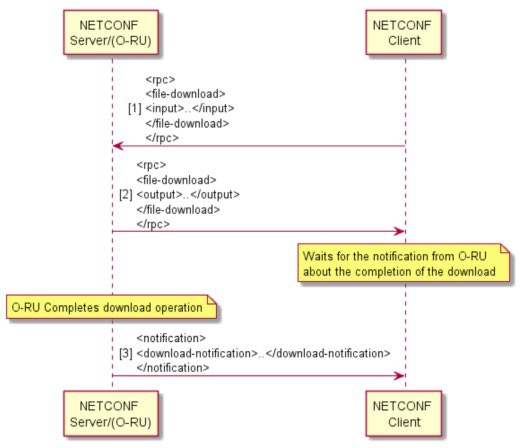 NETCONF
Server/(O-RU)
NETCONF
Client
<rpc>
<file-download>
[1] <input>..</input>
</file-download>
</rpc>
<rpc>
<file-download>
[2] <output>..</output>
</file-download>
</rpc>
Waits for the notification from O-RU
about the completion of the download
O-RU Completes download operation
<notification>
[3] <download-notification>..</download-notification>
</notification>
NETCONF
Server/(O-RU)
NETCONF
Client